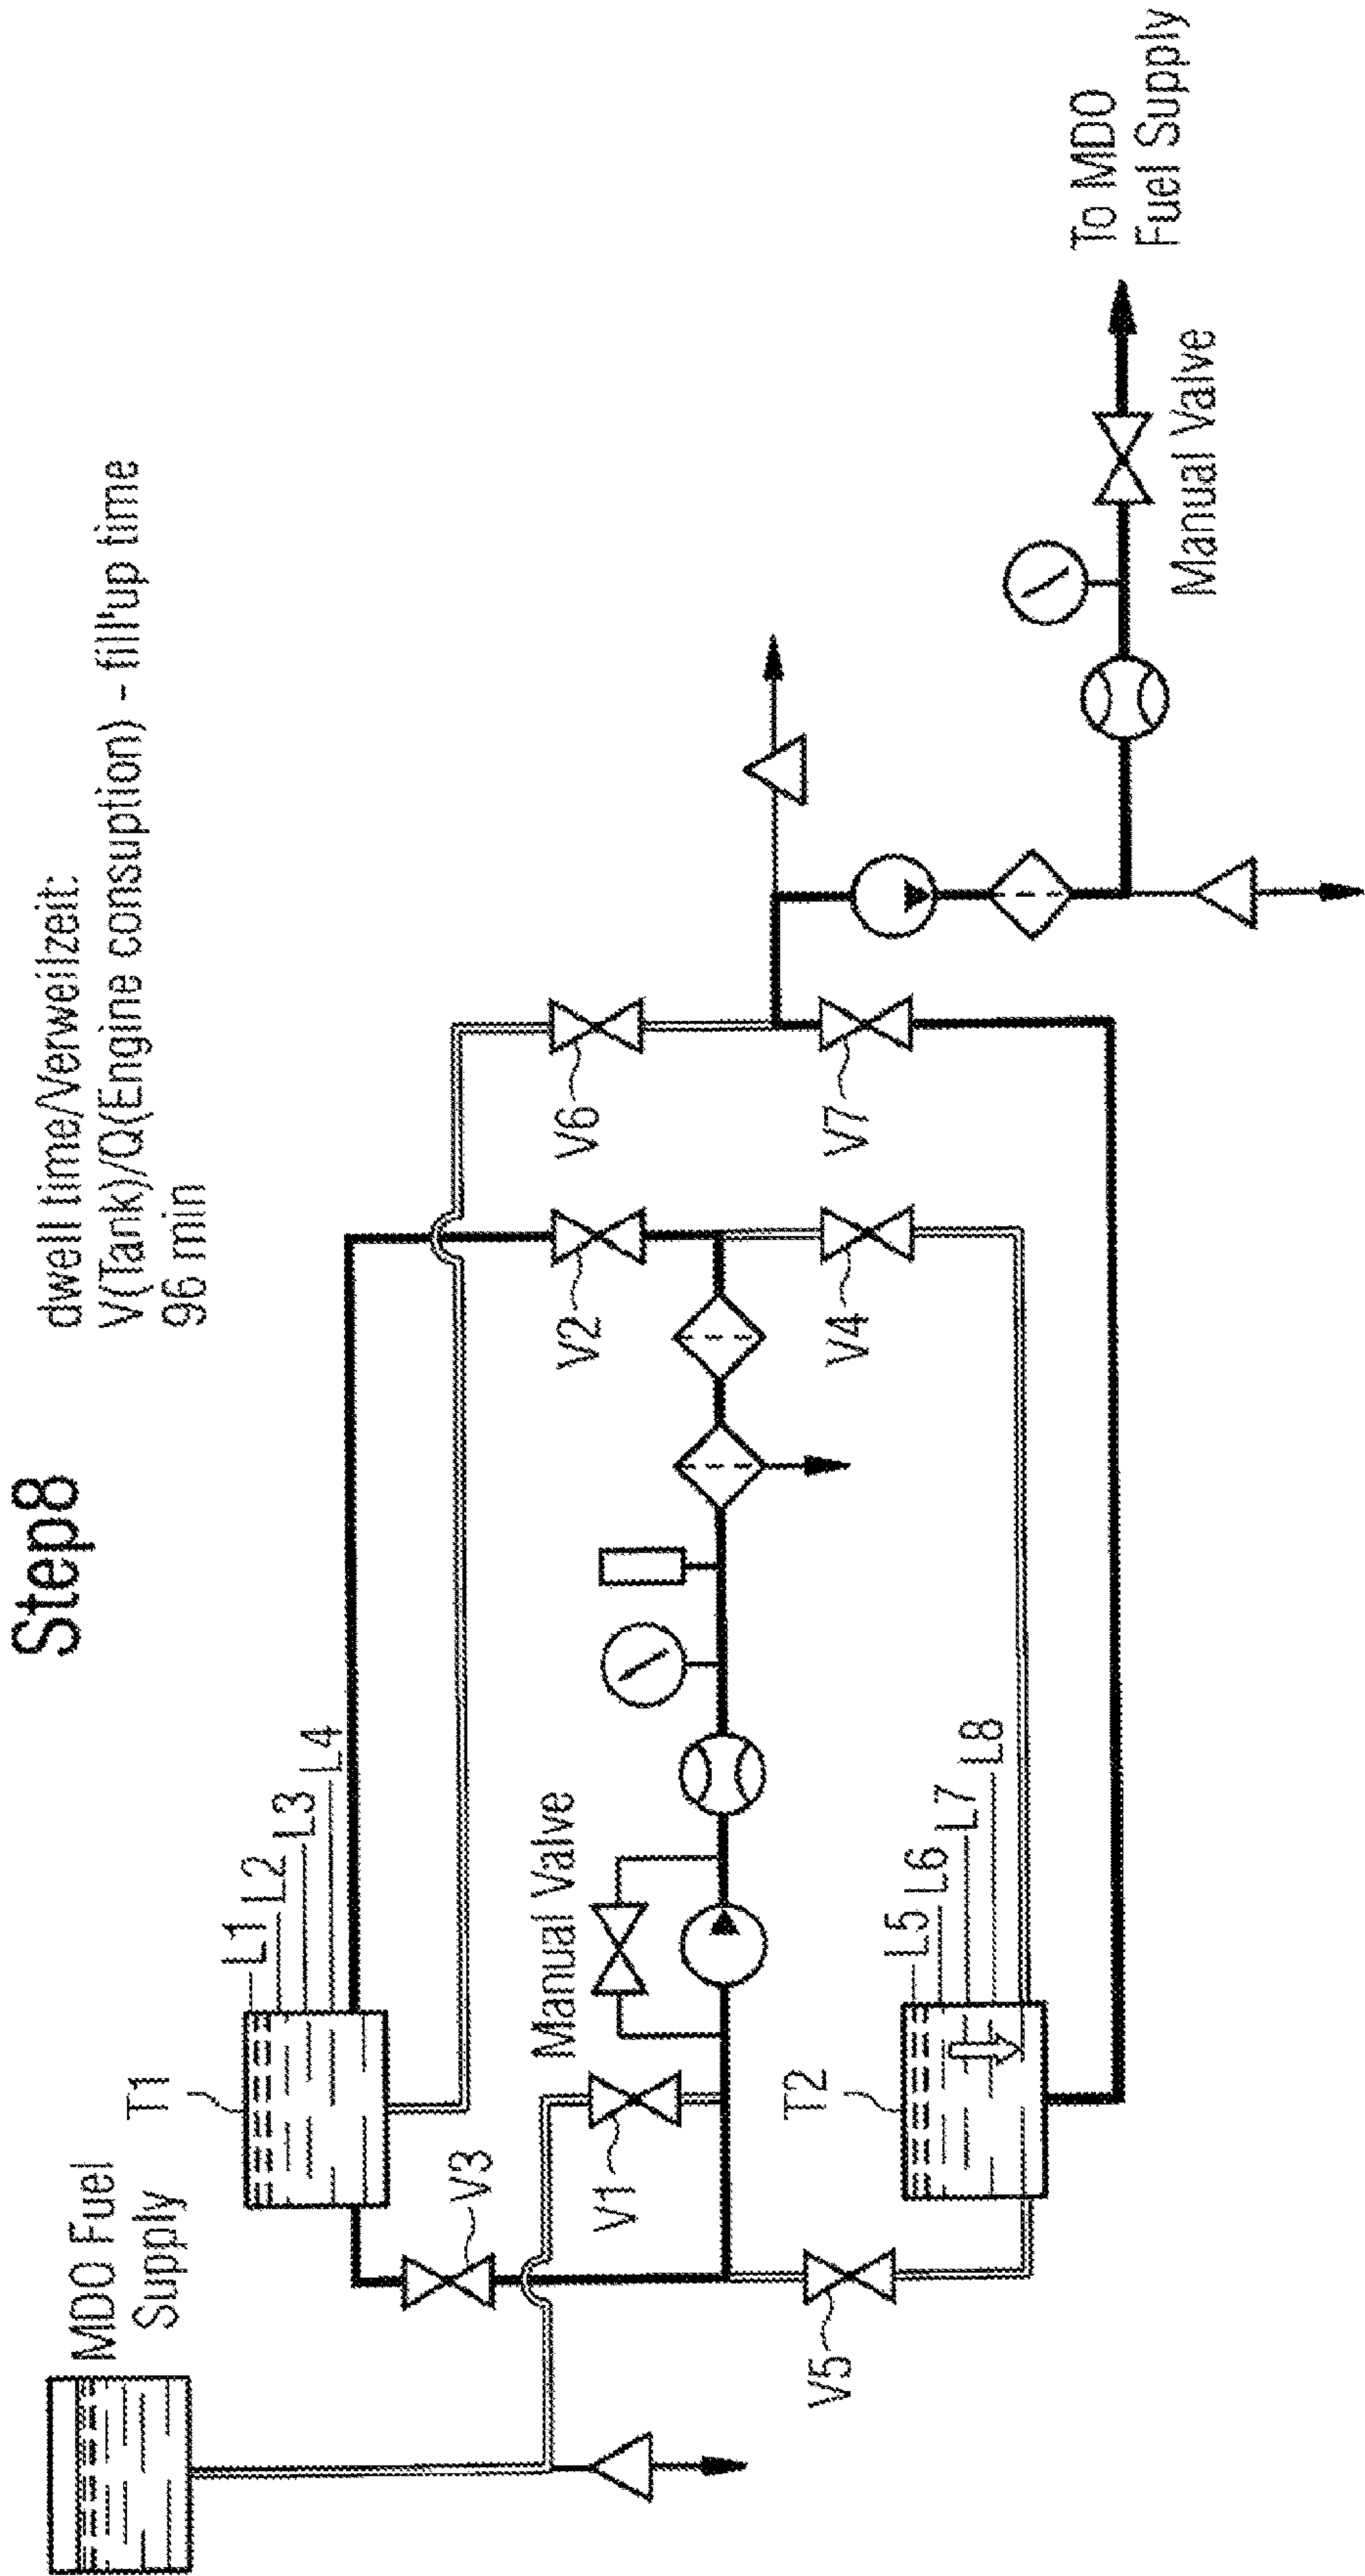 Step8
dwell time/Verweilzeit:
V(Tank)/Q(Engine consuption) - fill'up time
96 min
MDO Fuel
Supply
T1
L1
L2
L3
L4
V3
V1
Manual Valve
V2
V6
V4
V7
T2
L5
L6
L7
L8
V5
Manual Valve
To MDO
Fuel Supply